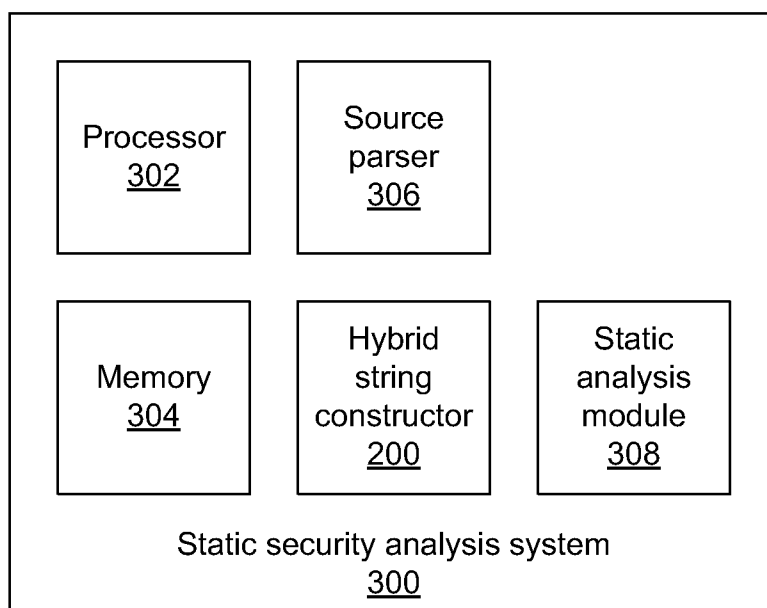 Processor
302
Source
parser
306
Memory
304
Hybrid
string
constructor
200
Static
analysis
module
308
Static security analysis system
300